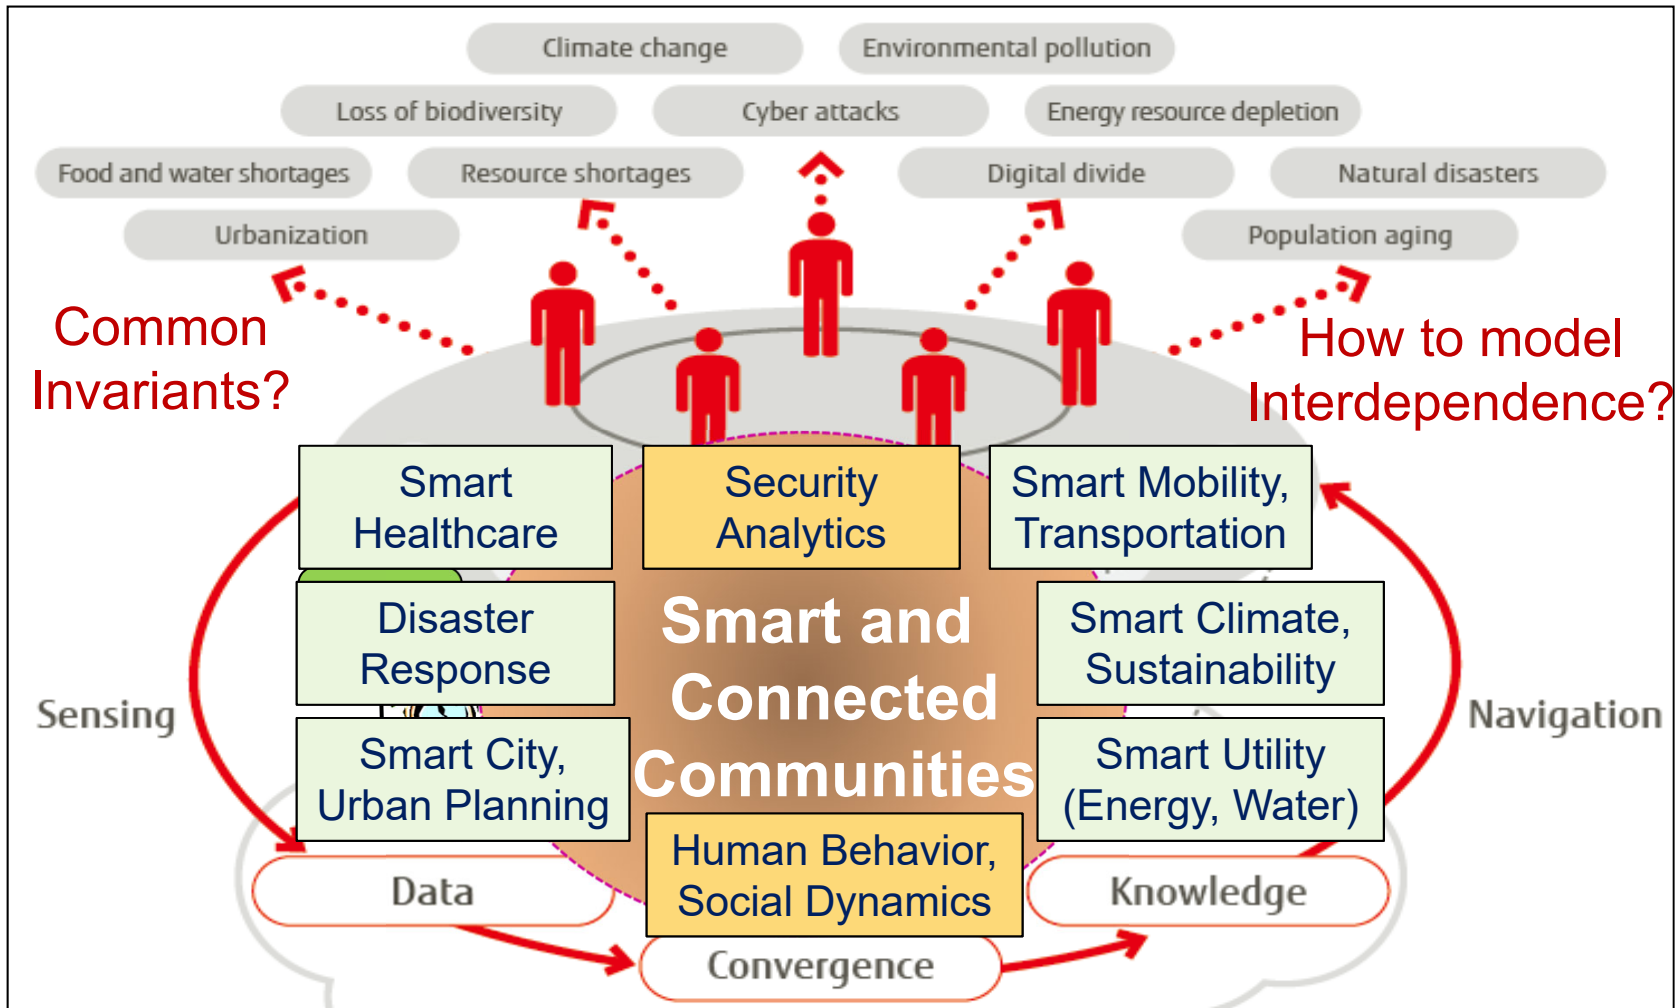 Climate change
Environmental pollution
Loss of biodiversity
Cyber attacks
Energy resource depletion
Food and water shortages
Resource shortages
Digital divide
Natural disasters
Urbanization
Population aging
Common
Invariants?
How to model
Interdependence?
Smart
Healthcare
Security
Analytics
Smart Mobility,
Transportation
Disaster
Response
Smart and
Connected
Communities
Smart Climate,
Sustainability
Sensing
Navigation
Smart City,
Urban Planning
Smart Utility
(Energy, Water)
Human Behavior,
Social Dynamics
Data
Knowledge
Convergence